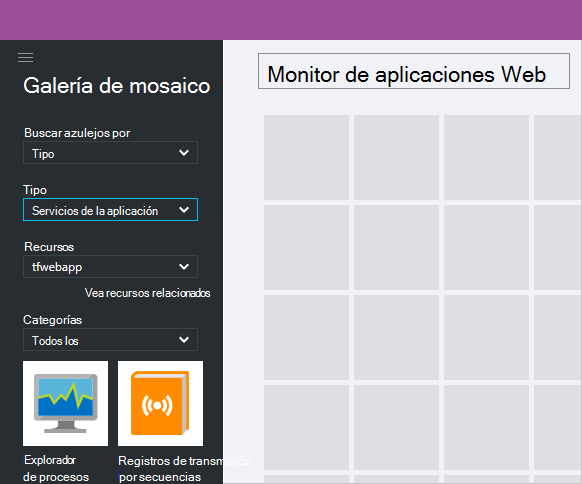 Galería de mosaico
Monitor de aplicaciones Web
Buscar azulejos por
Tipo
Tipo
Servicios de la aplicación
Recursos
tfwebapp
Vea recursos relacionados
Categorías
Todos los
Explorador
de procesos
Registros de transmisión
por secuencias